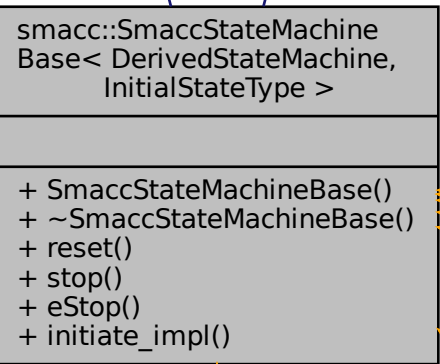 smacc::SmaccStateMachine
Base< DerivedStateMachine,
InitialStateType >
+ SmaccStateMachineBase()
+ ~SmaccStateMachineBase()
+ reset()
+ stop()
+ eStop()
+ initiate_impl()